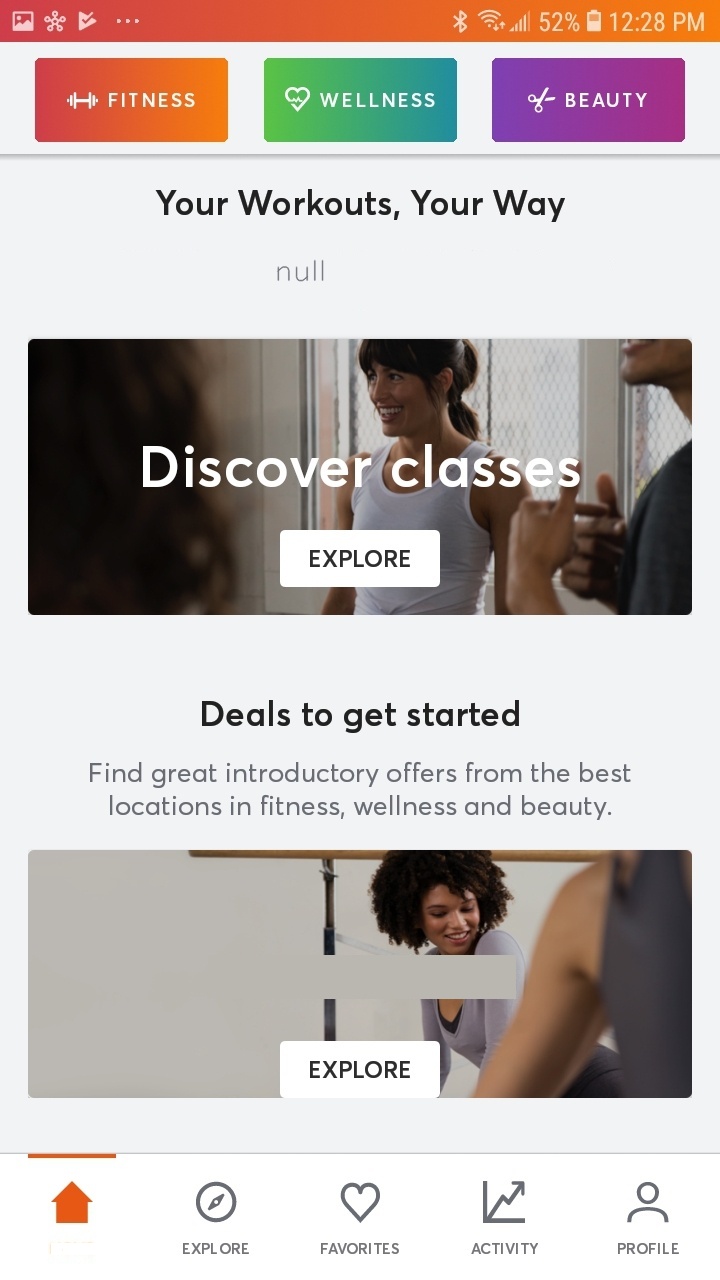 52% 12:28 PM
FITNESS WELLNESS BEAUTY
Your Workouts, Your Way
null
Discover classes
EXPLORE
Deals to get started
Find great introductory offers from the best
locations in fitness, wellness and beauty.
EXPLORE
EXPLORE FAVORITES ACTIVITY PROFILE